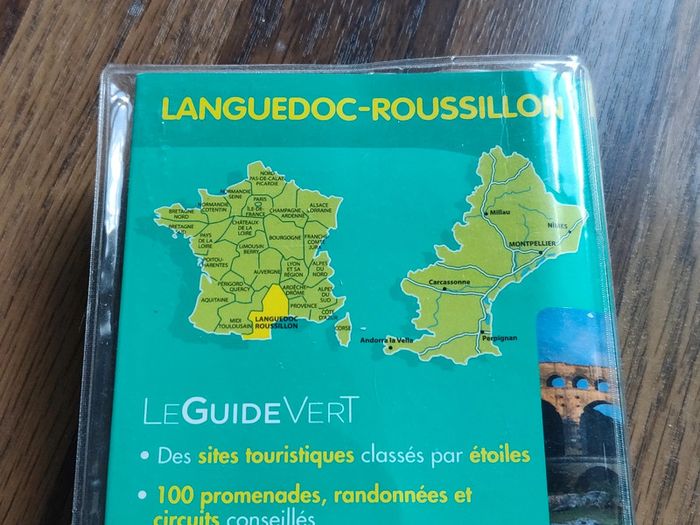 LANGUEDOC-ROUSSILLON
NORD
PAS-DE-CALAIS
PICARDIE
NORMANDIE
SEINE
PARIS
ÎLE-DE-
FRANCE
NORMANDIE
COTENTIN
CHAMPAGNE
ARDENNE
ALSACE
LORRAINE
BRETAGNE
NORD
BRETAGNE
CHÂTEAUX
DE LA
LOIRE
PAYS
DE LA
LOIRE
BOURGOGNE
FRANCHE-
COMTÉ
JURA
LIMOUSIN
BERRY
POITOU-
CHARENTES
AUVERGNE
LYON
ET SA
RÉGION
ALPES
DU
NORD
PÉRIGORD
QUERCY
ARDÈCHE
DRÔME
ALPES
DU
SUD
AQUITAINE
PROVENCE
CÔTE
D'AZUR
MIDI
TOULOUSAIN
LANGUEDOC
ROUSSILLON
CORSE
Millau
NÎMES
MONTPELLIER
Carcassonne
Perpignan
Andorra la Vella
LEGUIDEVERT
• Des sites touristiques classés par étoiles
• 100 promenades, randonnées et
circuits conseillés